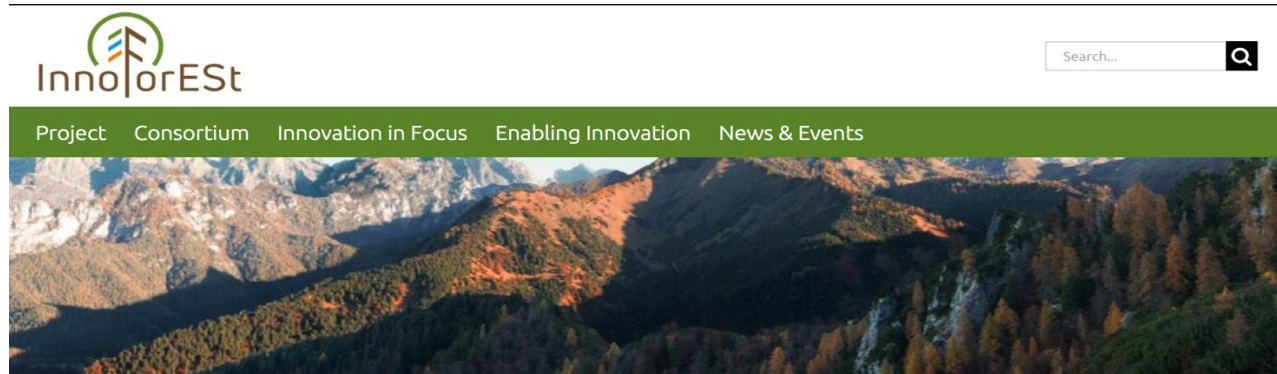 InnoforESt
Search...
Project Consortium Innovation in Focus Enabling Innovation News & Events